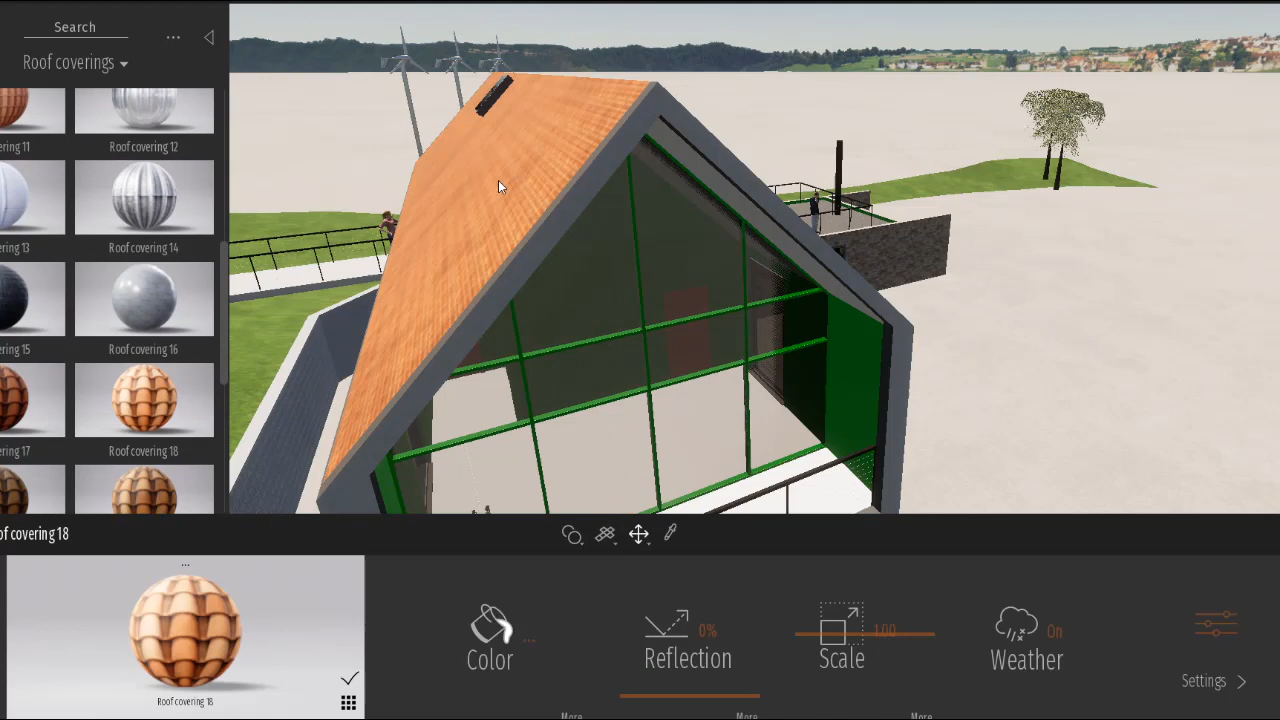 Search
...
Roof coverings
ering 11
Roof covering 12
ering 13
Roof covering 14
ering 15
Roof covering 16
ering 17
Roof covering 18
of covering 18
...
Roof covering 18
Color
...
Reflection
0%
Scale
1.00
Weather
On
Settings
More
More
More